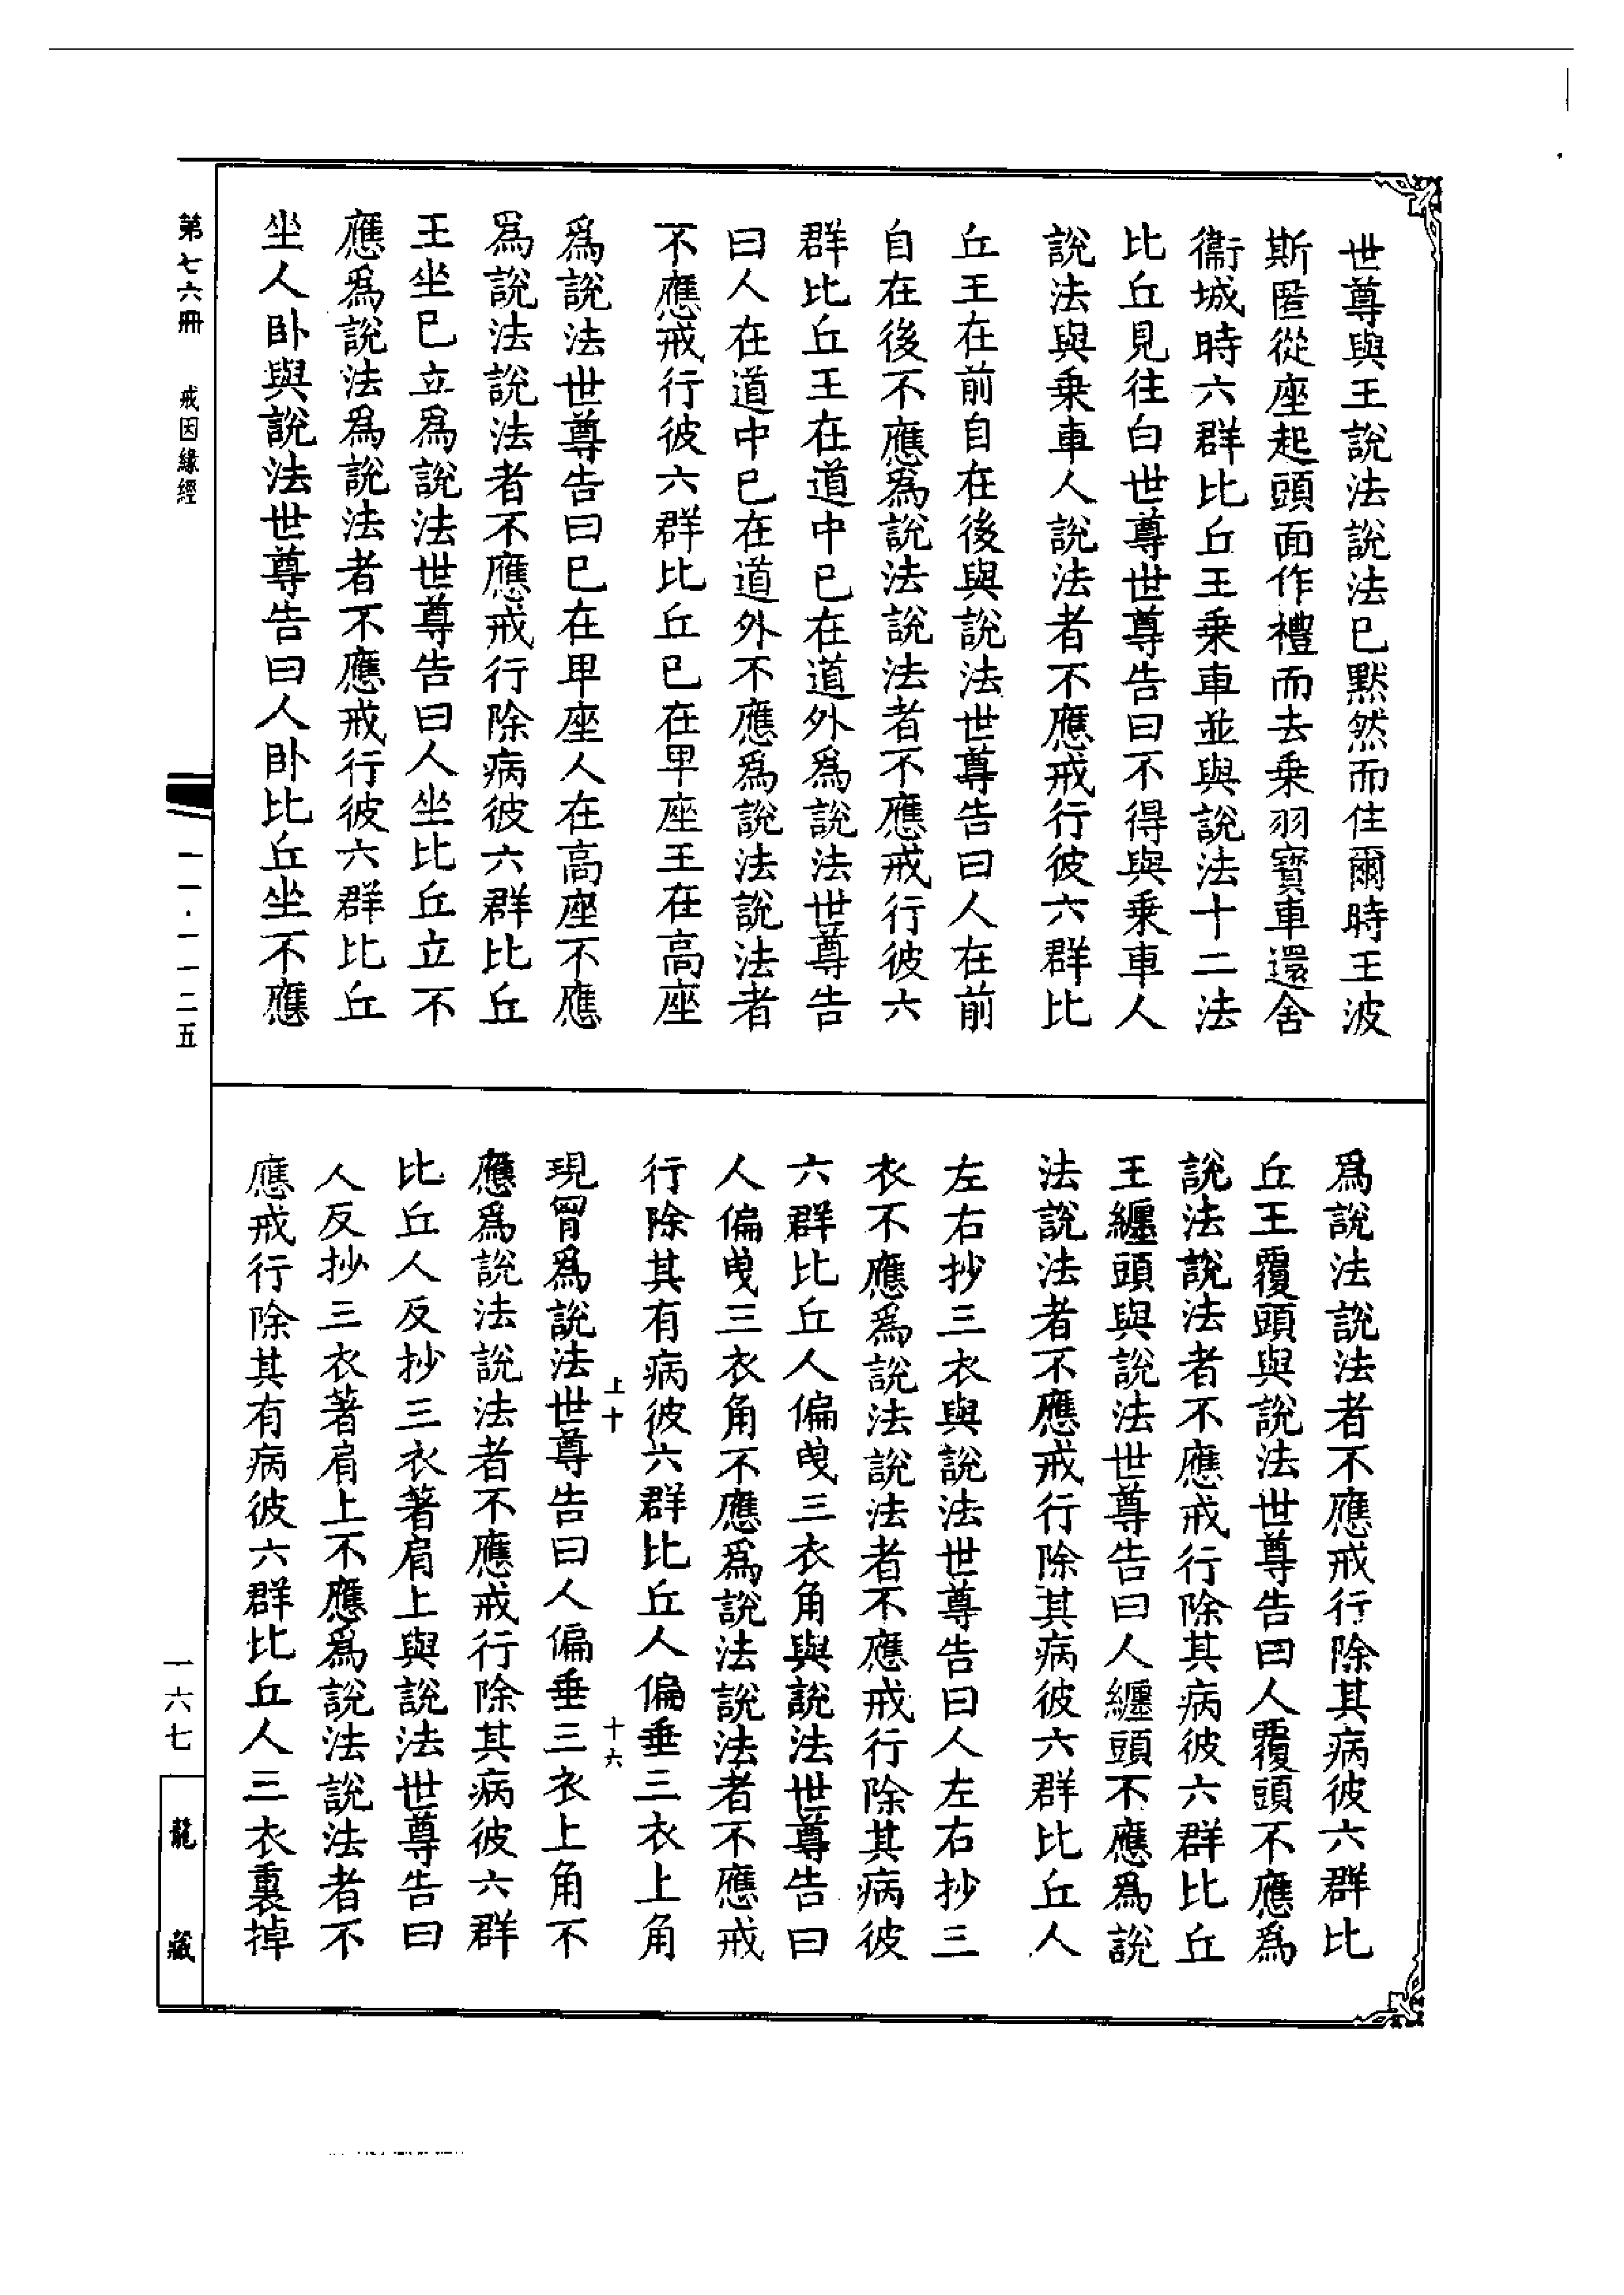 世尊與王說法說法已黙然而住爾時王波
斯匿從座起頭面作禮而去乗羽寳車還舍
衞城時六群比丘王乗車並與說法十二法
比丘見往白世尊世尊告曰不得與乗車人
說法與乗車人說法者不應戒行彼六群比
丘王在前自在後與說法世尊告曰人在前
自在後不應爲說法說法者不應戒行彼六
群比丘王在道中已在道外爲說法世尊告
曰人在道中已在道外不應爲說法說法者
不應戒行彼六群比丘已在卑座王在高座
爲說法世尊告曰已在卑座人在高座不應
爲說法說法者不應戒行除病彼六群比丘
王坐已立爲說法世尊告曰人坐比丘立不
應爲說法爲說法者不應戒行彼六群比丘
坐人卧與說法世尊告曰人卧比丘坐不應
爲說法說法者不應戒行除其病彼六群比
丘王覆頭與說法世尊告曰人覆頭不應爲
說法說法者不應戒行除其病彼六群比丘
王纏頭與說法世尊告曰人纏頭不應爲說
法說法者不應戒行除其病彼六群比丘人
左右抄三衣與說法世尊告曰人左右抄三
衣不應爲說法說法者不應戒行除其病彼
六群比丘人偏曳三衣角與說法世尊告曰
人偏曳三衣角不應爲說法說法者不應戒
行除其有病彼六群比丘人偏垂三衣上角
上十 十六
現胷爲說法世尊告曰人偏垂三衣上角不
應爲說法說法者不應戒行除其病彼六群
比丘人反抄三衣著肩上與說法世尊告曰
人反抄三衣著肩上不應爲說法說法者不
應戒行除其有病彼六群比丘人三衣裏掉
第七六冊 戒因緣經
一一·一一二五
一六七
龍藏